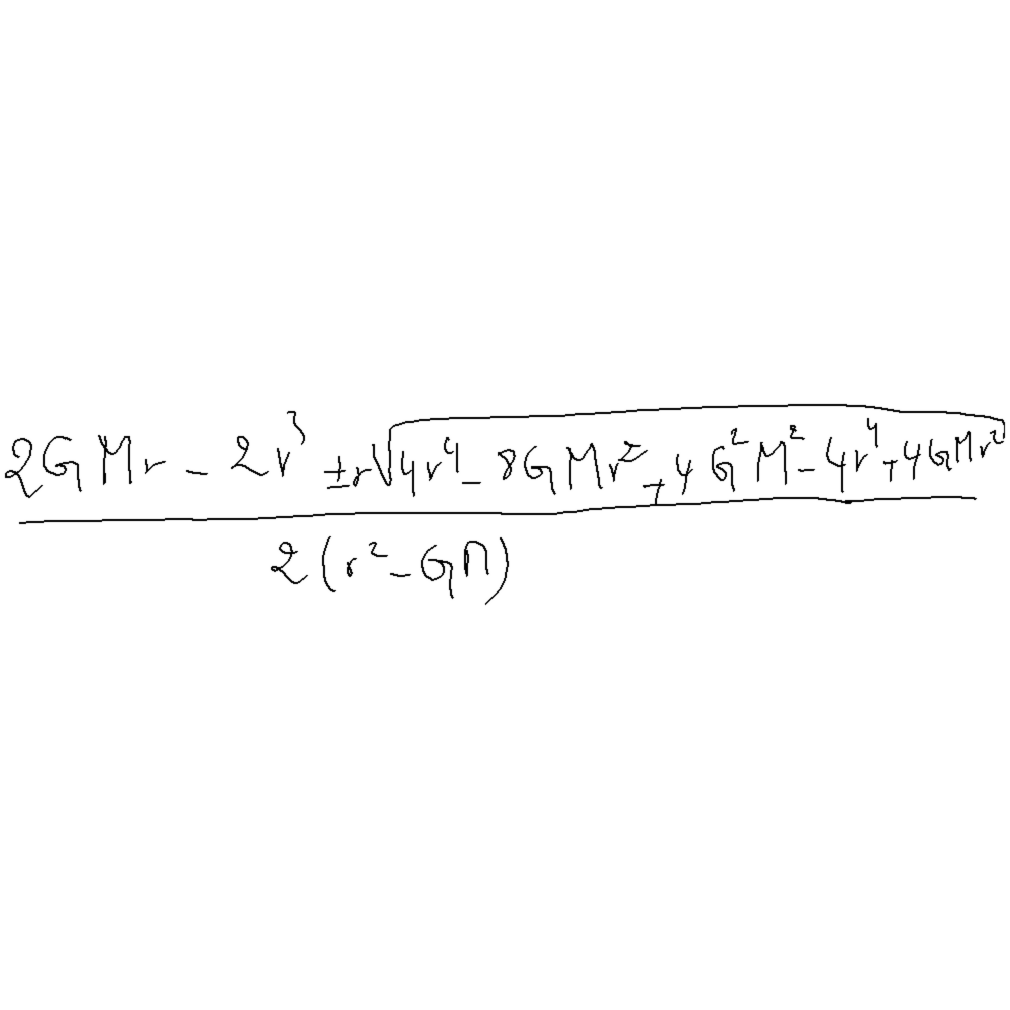 2GMr - 2r³ ±r√(4r⁴ - 8GMr² + 4G²M² - 4r⁴ + 4GMr²)
2(r² - GM)